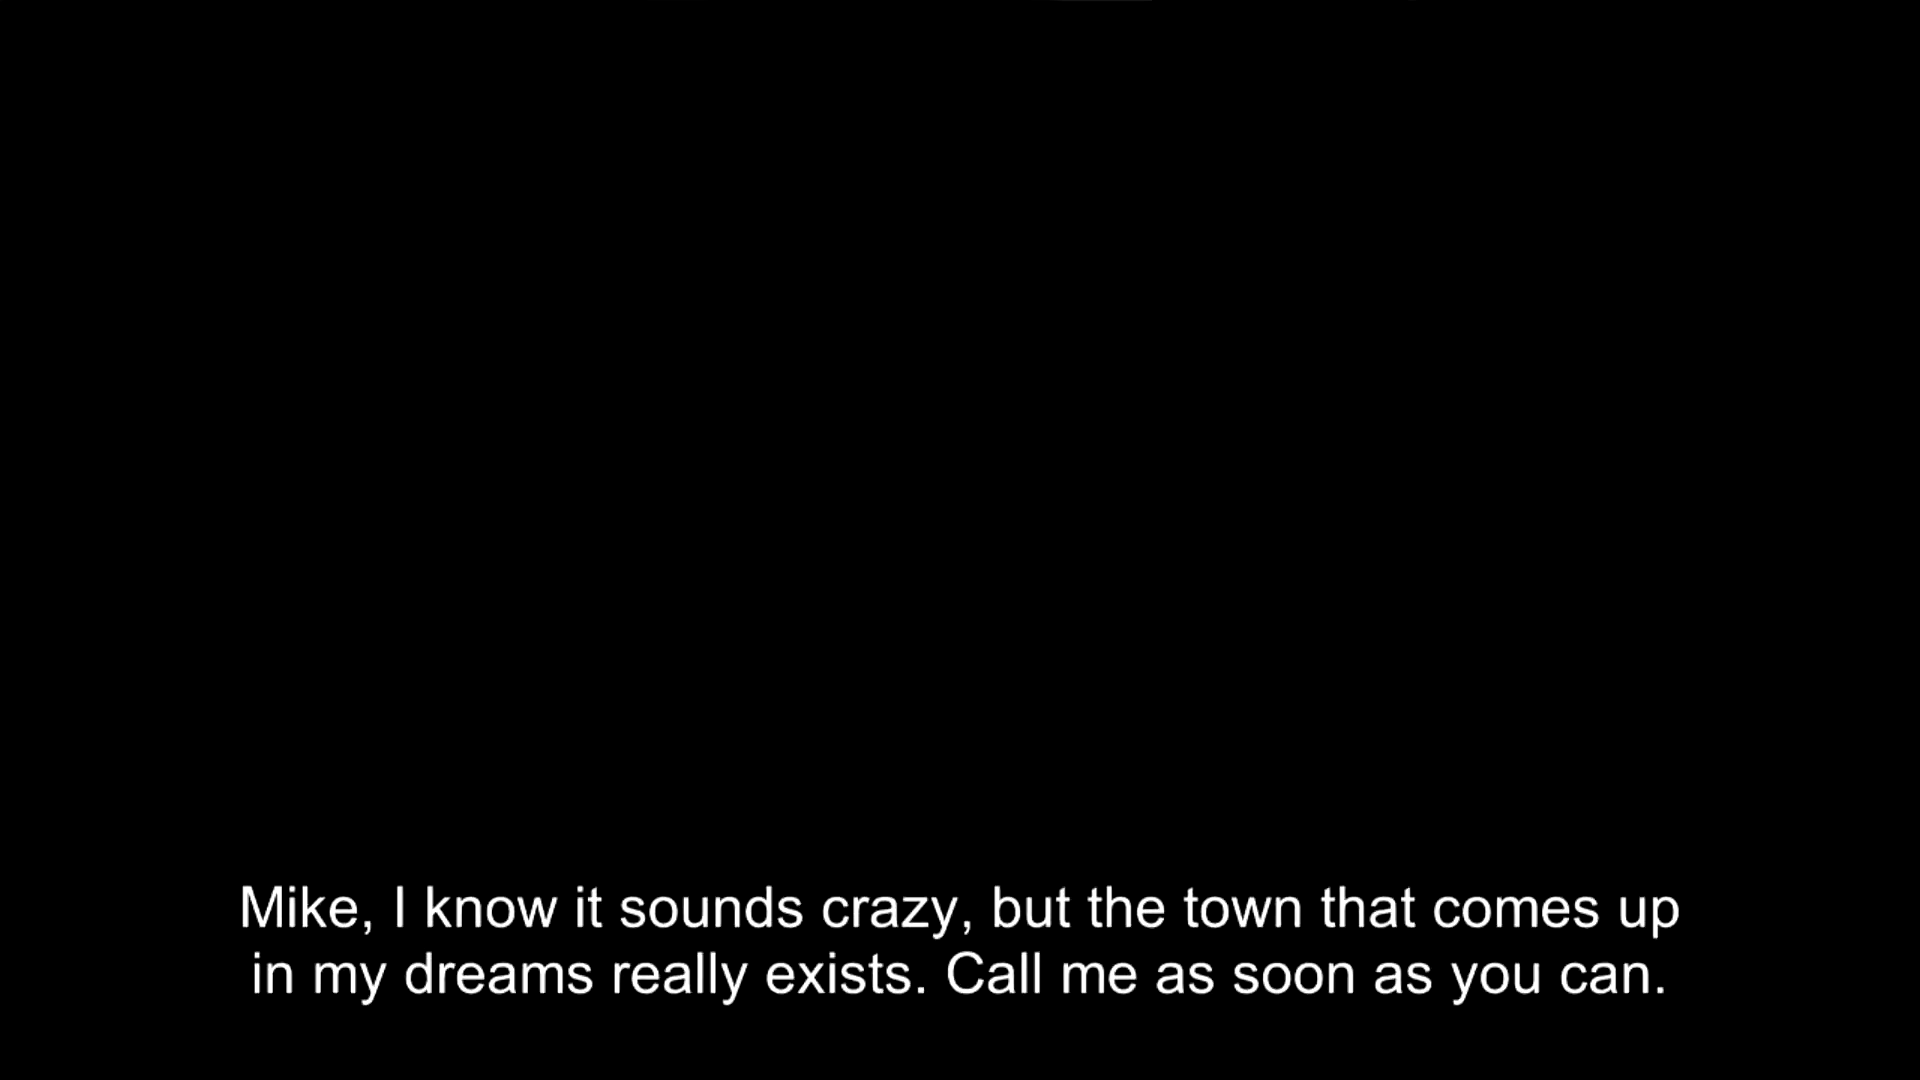 Mike, I know it sounds crazy, but the town that comes up
in my dreams really exists. Call me as soon as you can.